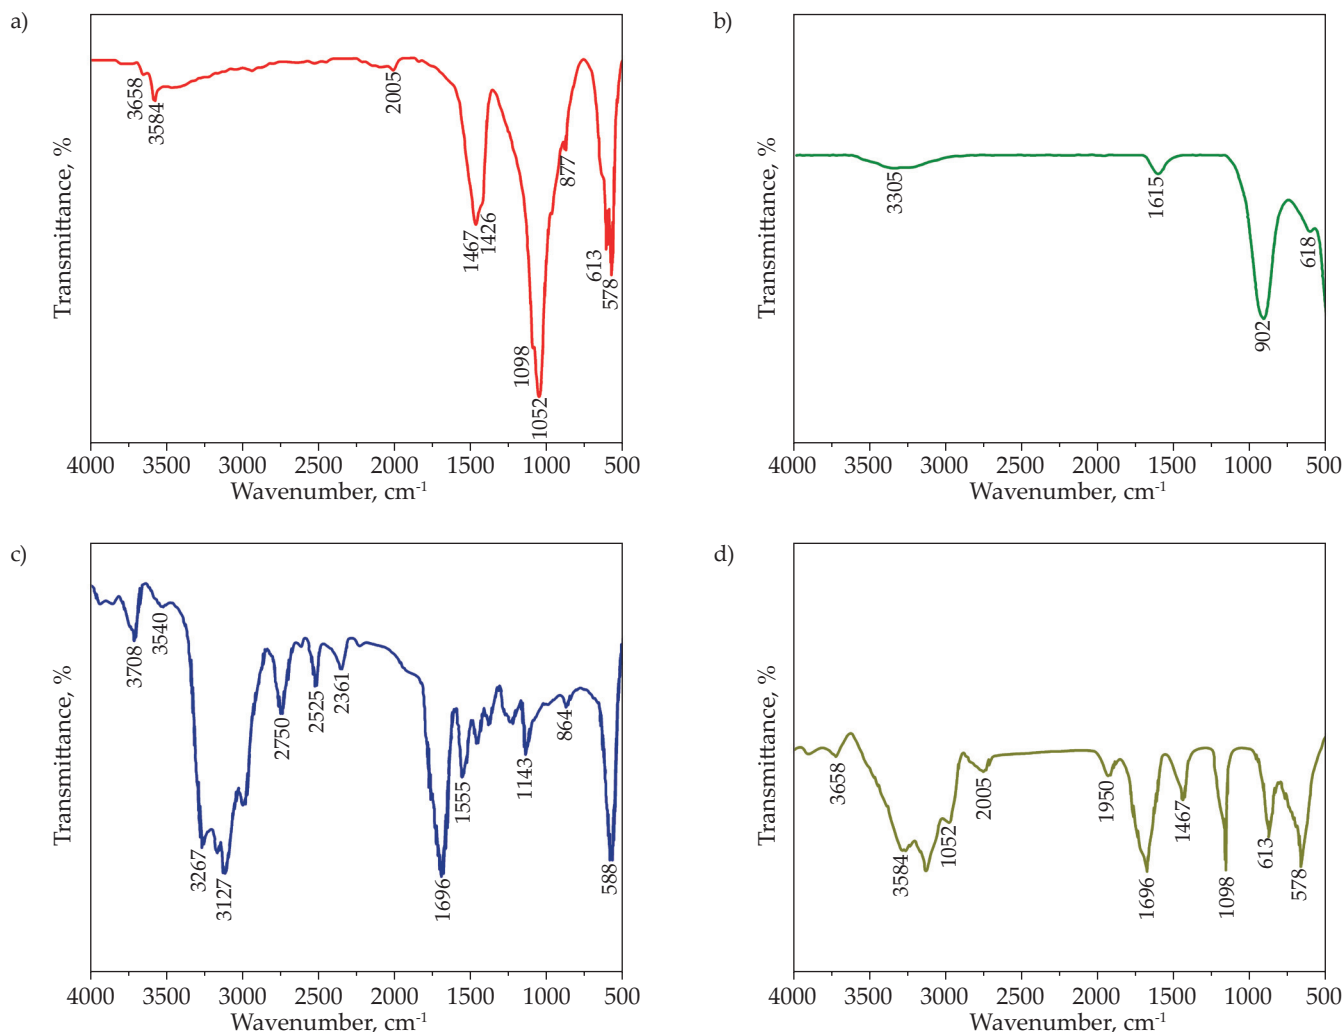 a)
Transmittance, %
3658
3584
2005
1467
1426
1098
1052
877
613
578
4000 3500 3000 2500 2000 1500 1000 500
Wavenumber, cm-1
b)
Transmittance, %
3305
1615
902
618
4000 3500 3000 2500 2000 1500 1000 500
Wavenumber, cm-1
c)
Transmittance, %
3708
3540
3267
3127
2750
2525
2361
1696
1555
1143
864
588
4000 3500 3000 2500 2000 1500 1000 500
Wavenumber, cm-1
d)
Transmittance, %
3658
3584
1052
2005
1950
1696
1467
1098
613
578
4000 3500 3000 2500 2000 1500 1000 500
Wavenumber, cm-1